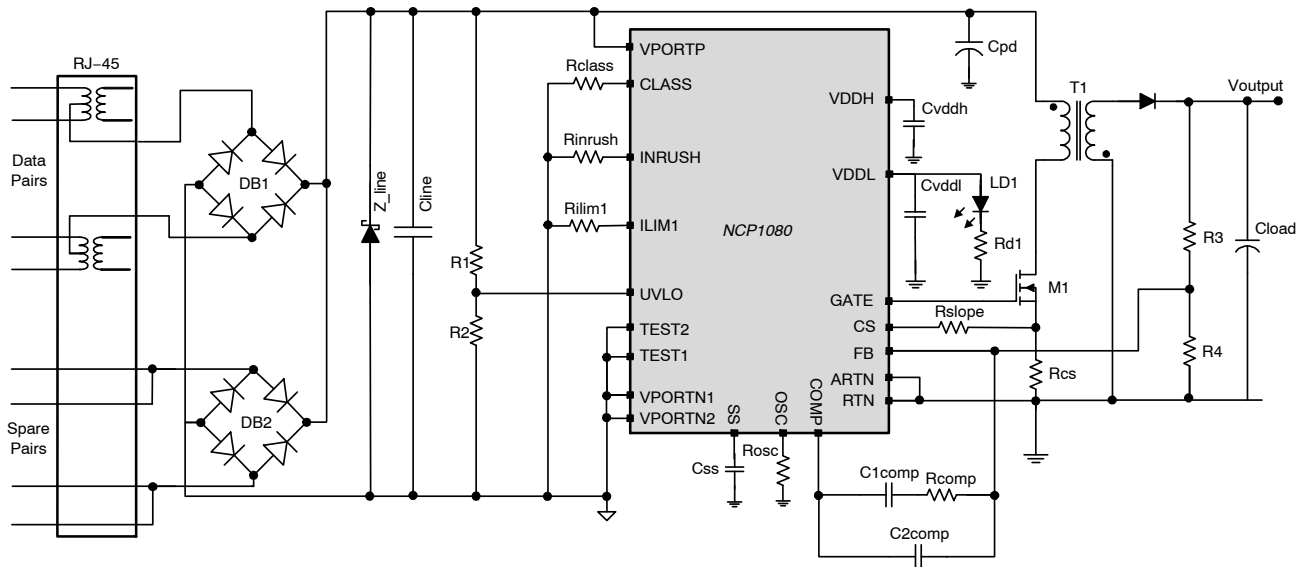 RJ−45
Data
Pairs
Spare
Pairs
DB1
DB2
Z_line
Cline
R1
R2
Rclass
Rinrush
Rilim1
VPORTP
CLASS
INRUSH
ILIM1
UVLO
TEST2
TEST1
VPORTN1
VPORTN2
NCP1080
VDDH
VDDL
GATE
CS
FB
ARTN
RTN
SS
OSC
COMP
Css
Rosc
C1comp
Rcomp
C2comp
Cvddh
Cvddl
LD1
Rd1
Cpd
T1
M1
Rslope
Rcs
Voutput
R3
R4
Cload